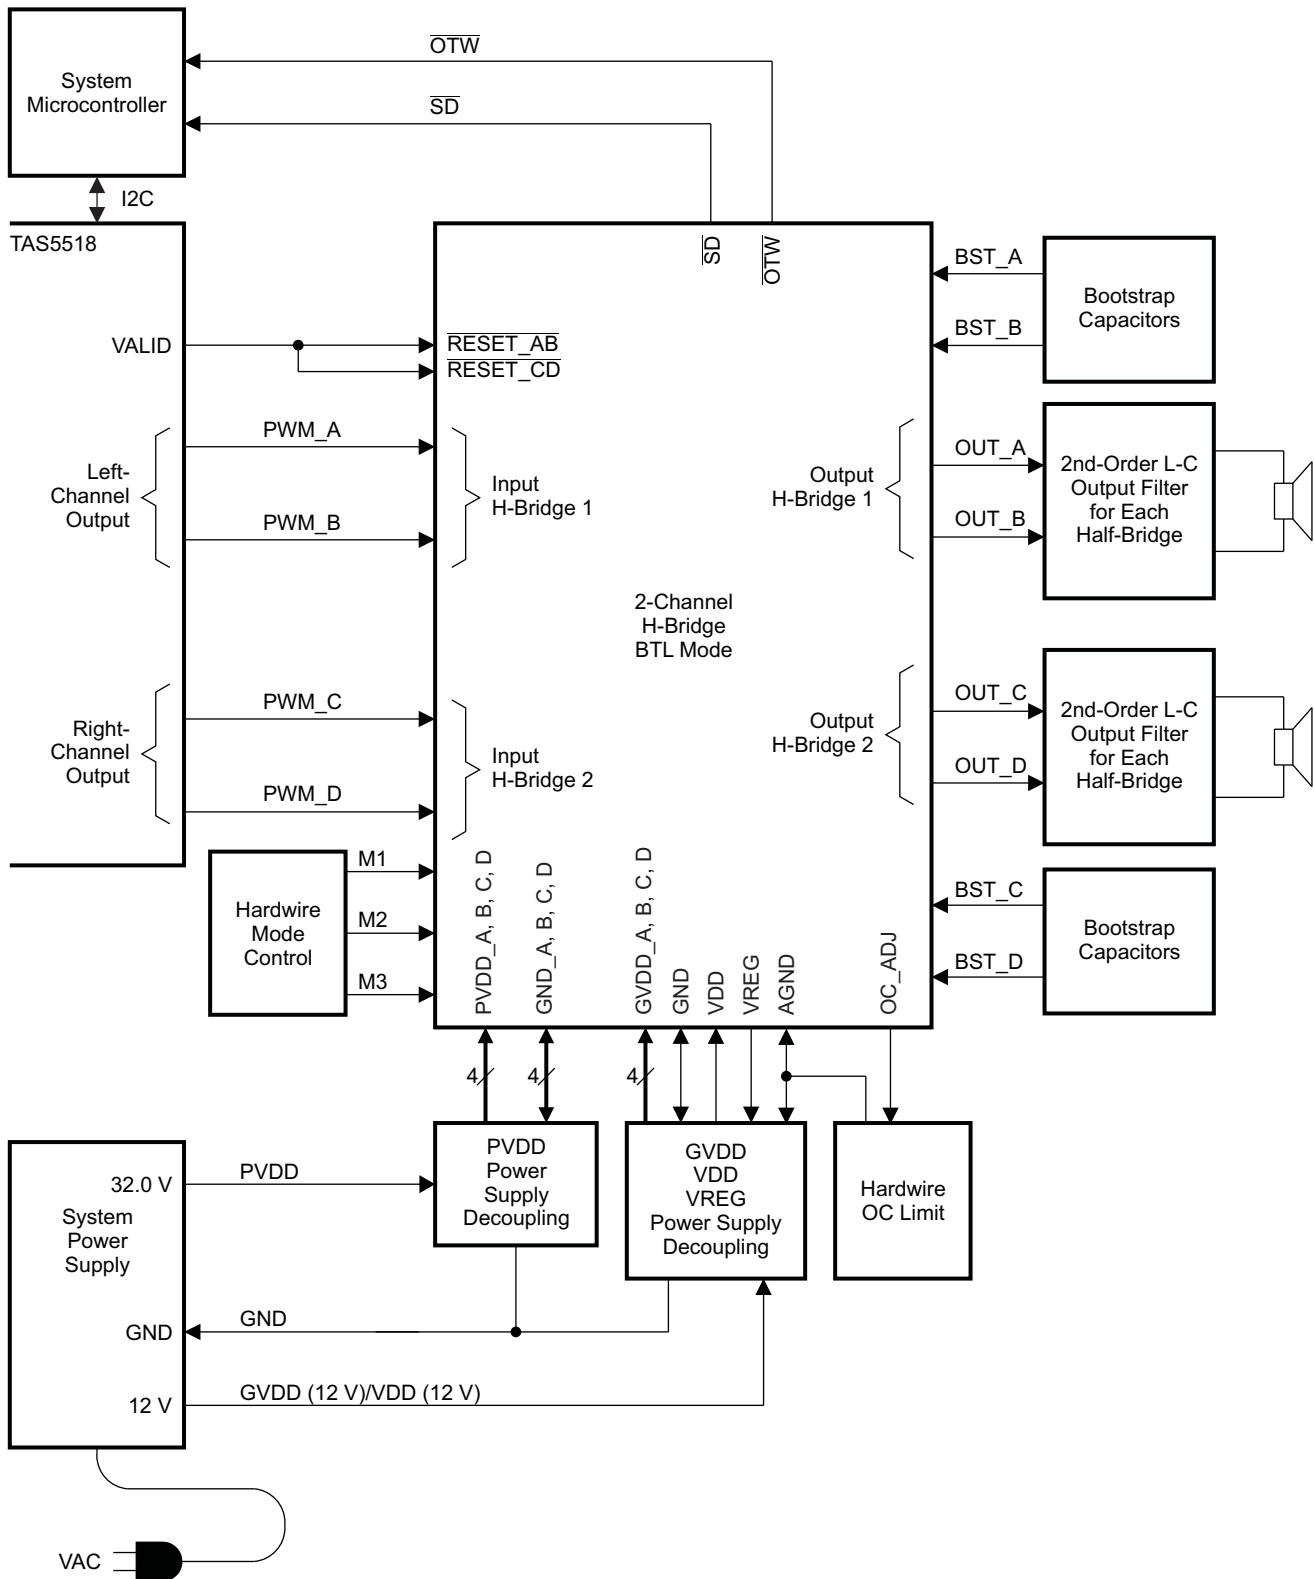 OTW
System
Microcontroller
SD
I2C
TAS5518
SD
OTW
BST_A
Bootstrap
Capacitors
BST_B
VALID
RESET_AB
RESET_CD
PWM_A
Left-
Channel
Output
Input
H-Bridge 1
PWM_B
Output
H-Bridge 1
OUT_A
OUT_B
2nd-Order L-C
Output Filter
for Each
Half-Bridge
2-Channel
H-Bridge
BTL Mode
PWM_C
Right-
Channel
Output
Input
H-Bridge 2
PWM_D
Output
H-Bridge 2
OUT_C
OUT_D
2nd-Order L-C
Output Filter
for Each
Half-Bridge
Hardwire
Mode
Control
M1
M2
M3
PVDD_A, B, C, D
GND_A, B, C, D
GVDD_A, B, C, D
GND
VDD
VREG
AGND
OC_ADJ
BST_C
Bootstrap
Capacitors
BST_D
4
4
4
PVDD
Power
Supply
Decoupling
GVDD
VDD
VREG
Power Supply
Decoupling
Hardwire
OC Limit
32.0 V
PVDD
System
Power
Supply
GND
GND
12 V
GVDD (12 V)/VDD (12 V)
VAC